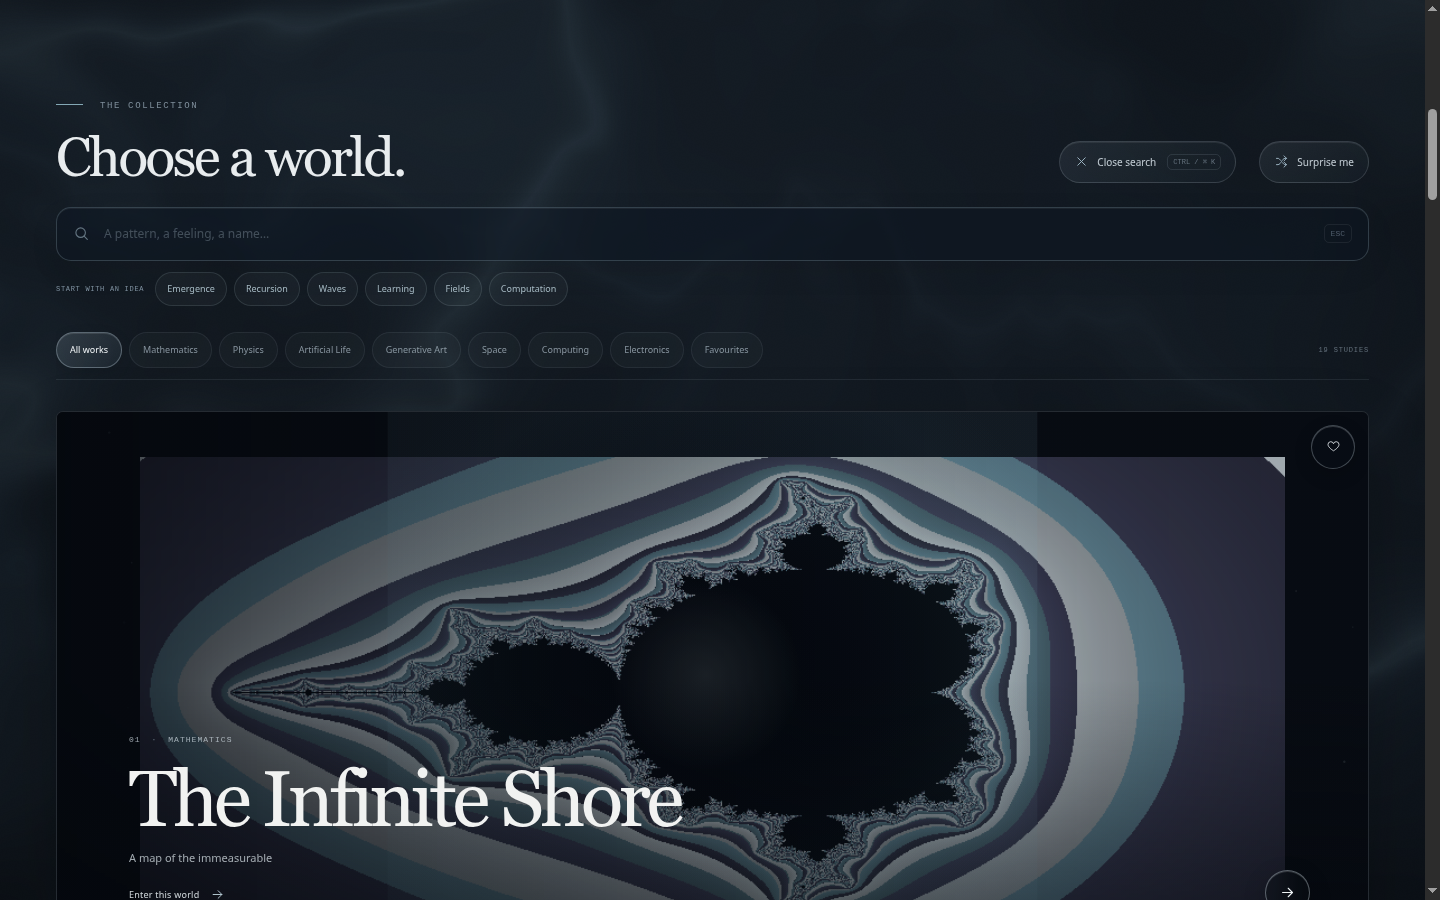 THE COLLECTION
Choose a world.
Close search CTRL / ⌘ K
Surprise me
A pattern, a feeling, a name...
ESC
START WITH AN IDEA Emergence Recursion Waves Learning Fields Computation
All works Mathematics Physics Artificial Life Generative Art Space Computing Electronics Favourites
19 STUDIES
01 · MATHEMATICS
The Infinite Shore
A map of the immeasurable
Enter this world →